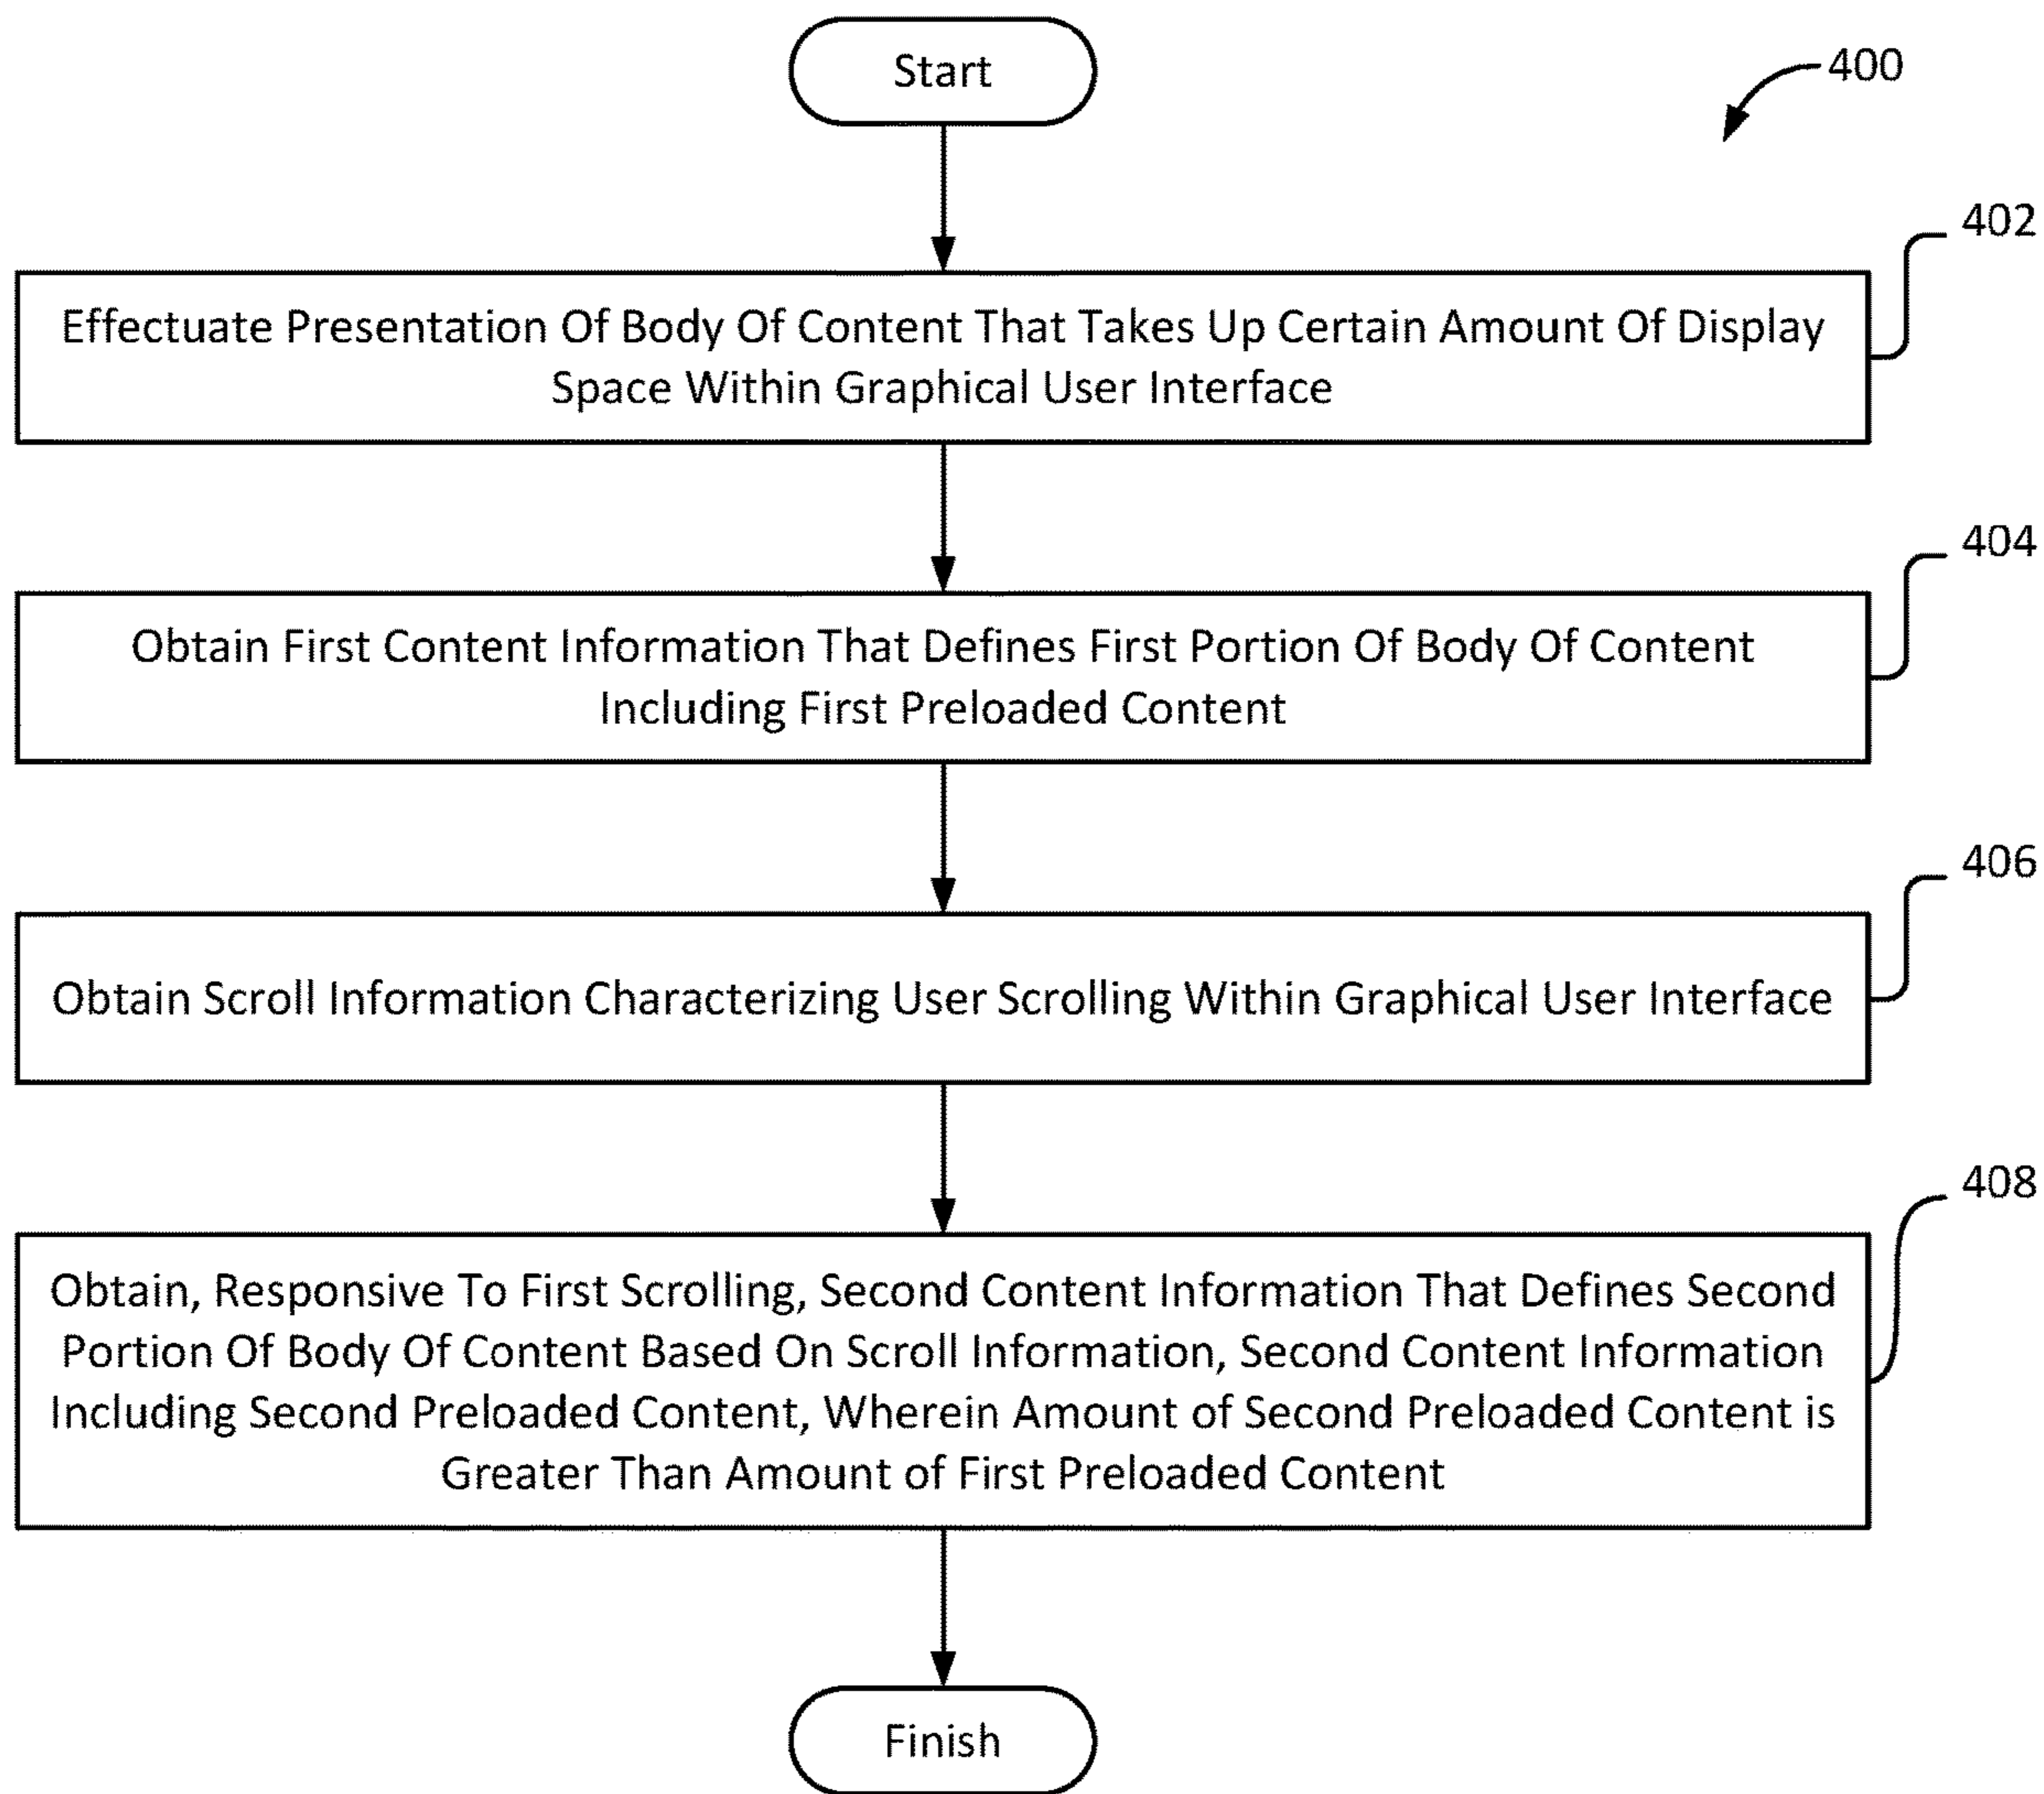 Start
400
402
Effectuate Presentation Of Body Of Content That Takes Up Certain Amount Of Display
Space Within Graphical User Interface
404
Obtain First Content Information That Defines First Portion Of Body Of Content
Including First Preloaded Content
406
Obtain Scroll Information Characterizing User Scrolling Within Graphical User Interface
408
Obtain, Responsive To First Scrolling, Second Content Information That Defines Second
Portion Of Body Of Content Based On Scroll Information, Second Content Information
Including Second Preloaded Content, Wherein Amount of Second Preloaded Content is
Greater Than Amount of First Preloaded Content
Finish